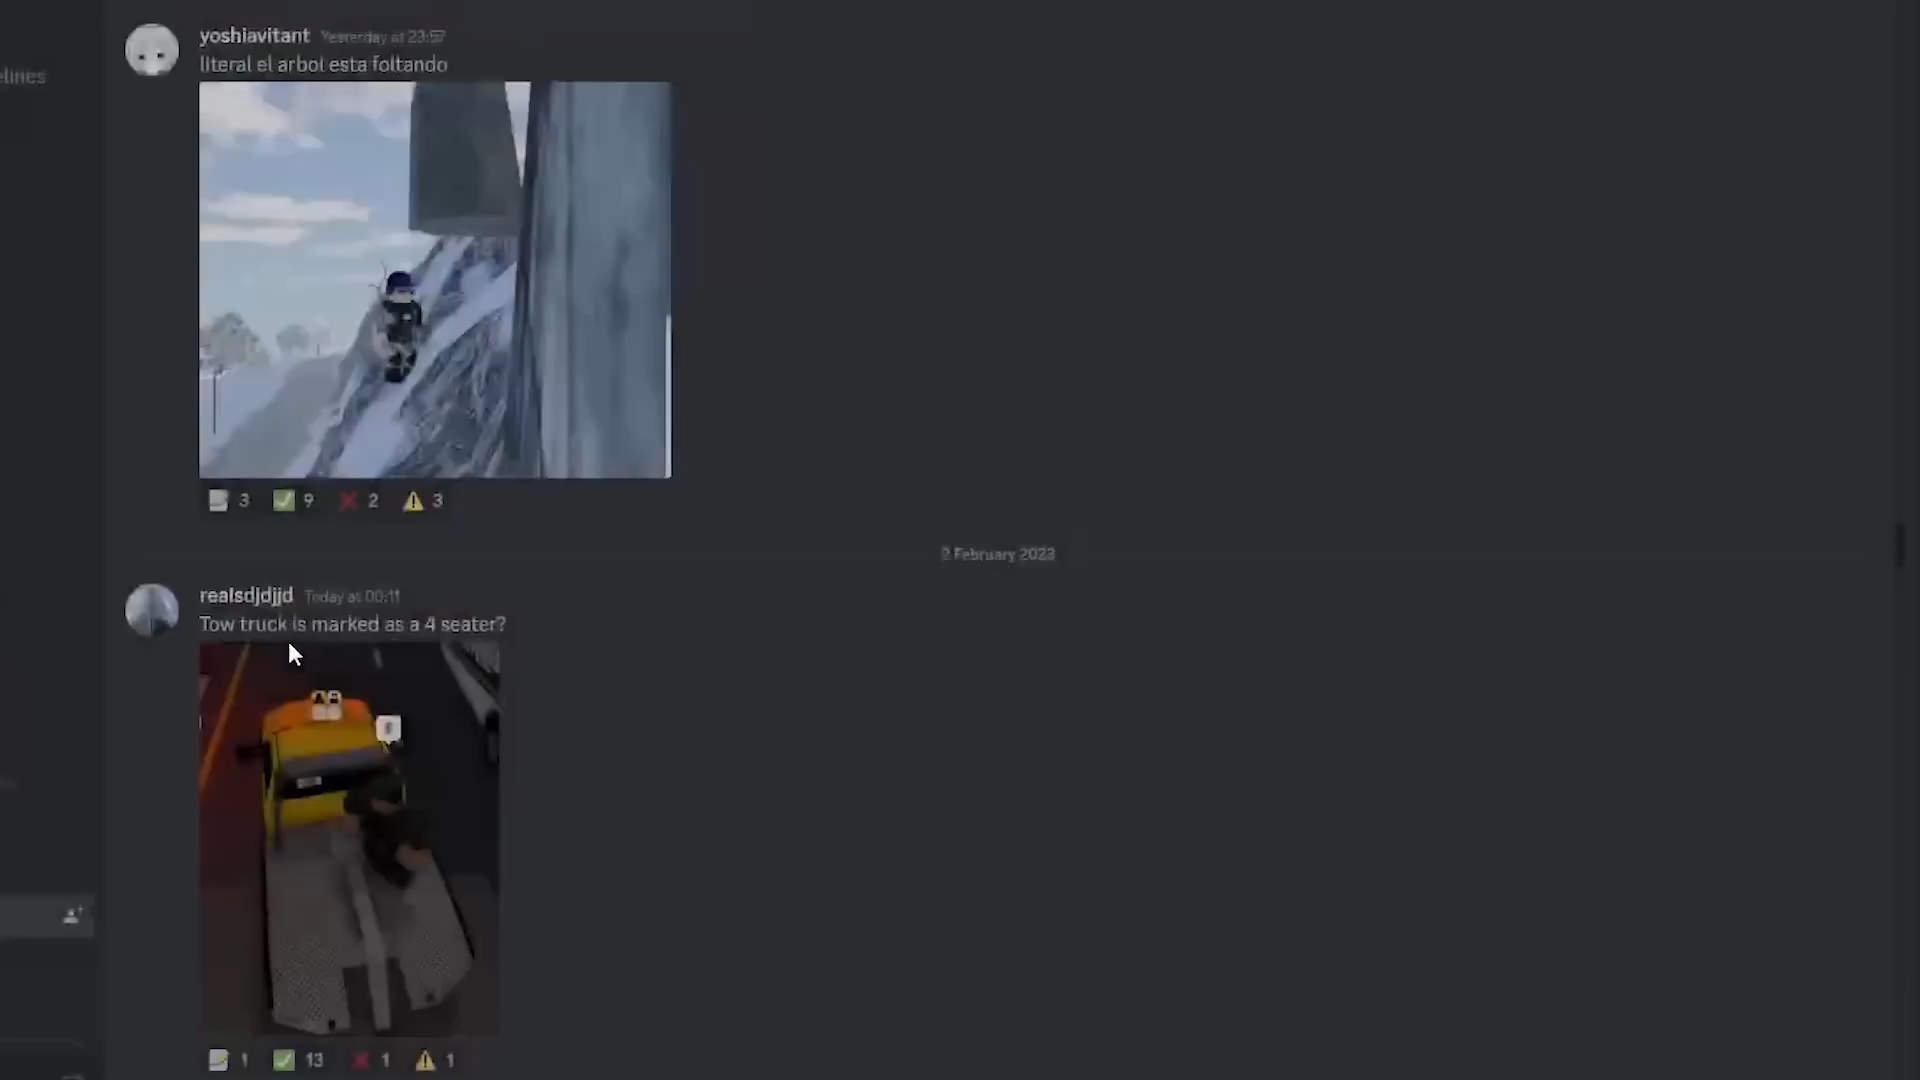 yoshiavitant Yesterday at 23:57
literal el arbol esta foltando
elines
3 9 2 3
2 February 2023
realsdjdjjd Today at 00:11
Tow truck is marked as a 4 seater?
1 13 1 1